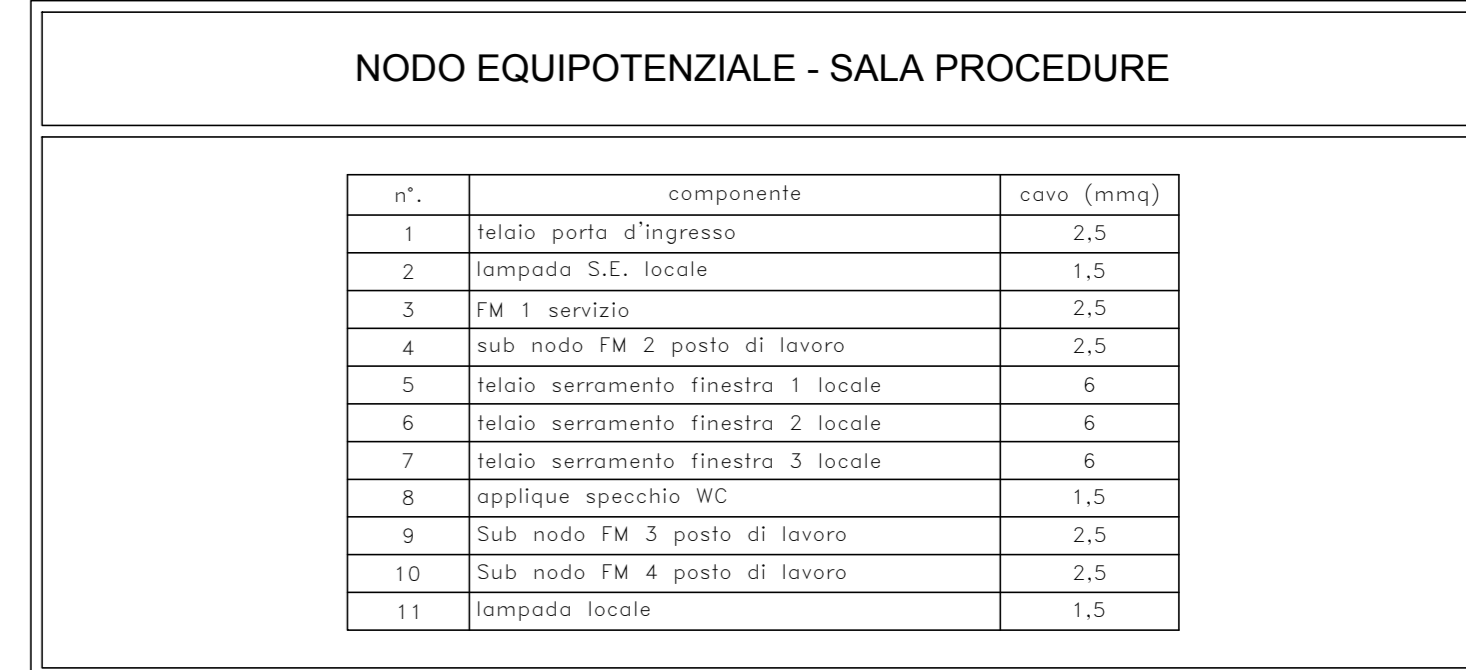 NODO EQUIPOTENZIALE - SALA PROCEDURE
n°. componente cavo (mmq)
1 telaio porta d'ingresso 2,5
2 lampada S.E. locale 1,5
3 FM 1 servizio 2,5
4 sub nodo FM 2 posto di lavoro 2,5
5 telaio serramento finestra 1 locale 6
6 telaio serramento finestra 2 locale 6
7 telaio serramento finestra 3 locale 6
8 applique specchio WC 1,5
9 Sub nodo FM 3 posto di lavoro 2,5
10 Sub nodo FM 4 posto di lavoro 2,5
11 lampada locale 1,5